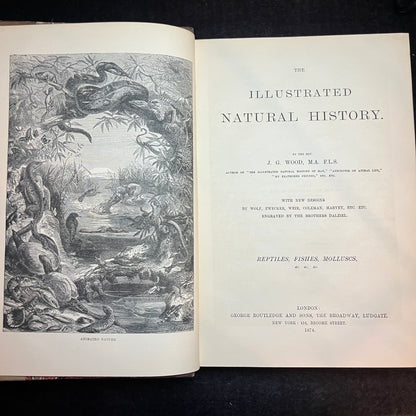 ANIMATED NATURE.
THE
ILLUSTRATED
NATURAL HISTORY.
BY THE REV.
J. G. WOOD, M.A. F.L.S.
AUTHOR OF "THE ILLUSTRATED NATURAL HISTORY OF MAN," "ANECDOTES OF ANIMAL LIFE,"
"MY FEATHERED FRIENDS," ETC. ETC.
WITH NEW DESIGNS
BY WOLF, ZWECKER, WEIR, COLEMAN, HARVEY, ETC. ETC.
ENGRAVED BY THE BROTHERS DALZIEL.
REPTILES, FISHES, MOLLUSCS,
&c. &c. &c.
LONDON:
GEORGE ROUTLEDGE AND SONS, THE BROADWAY, LUDGATE.
NEW YORK: 416, BROOME STREET.
1874.